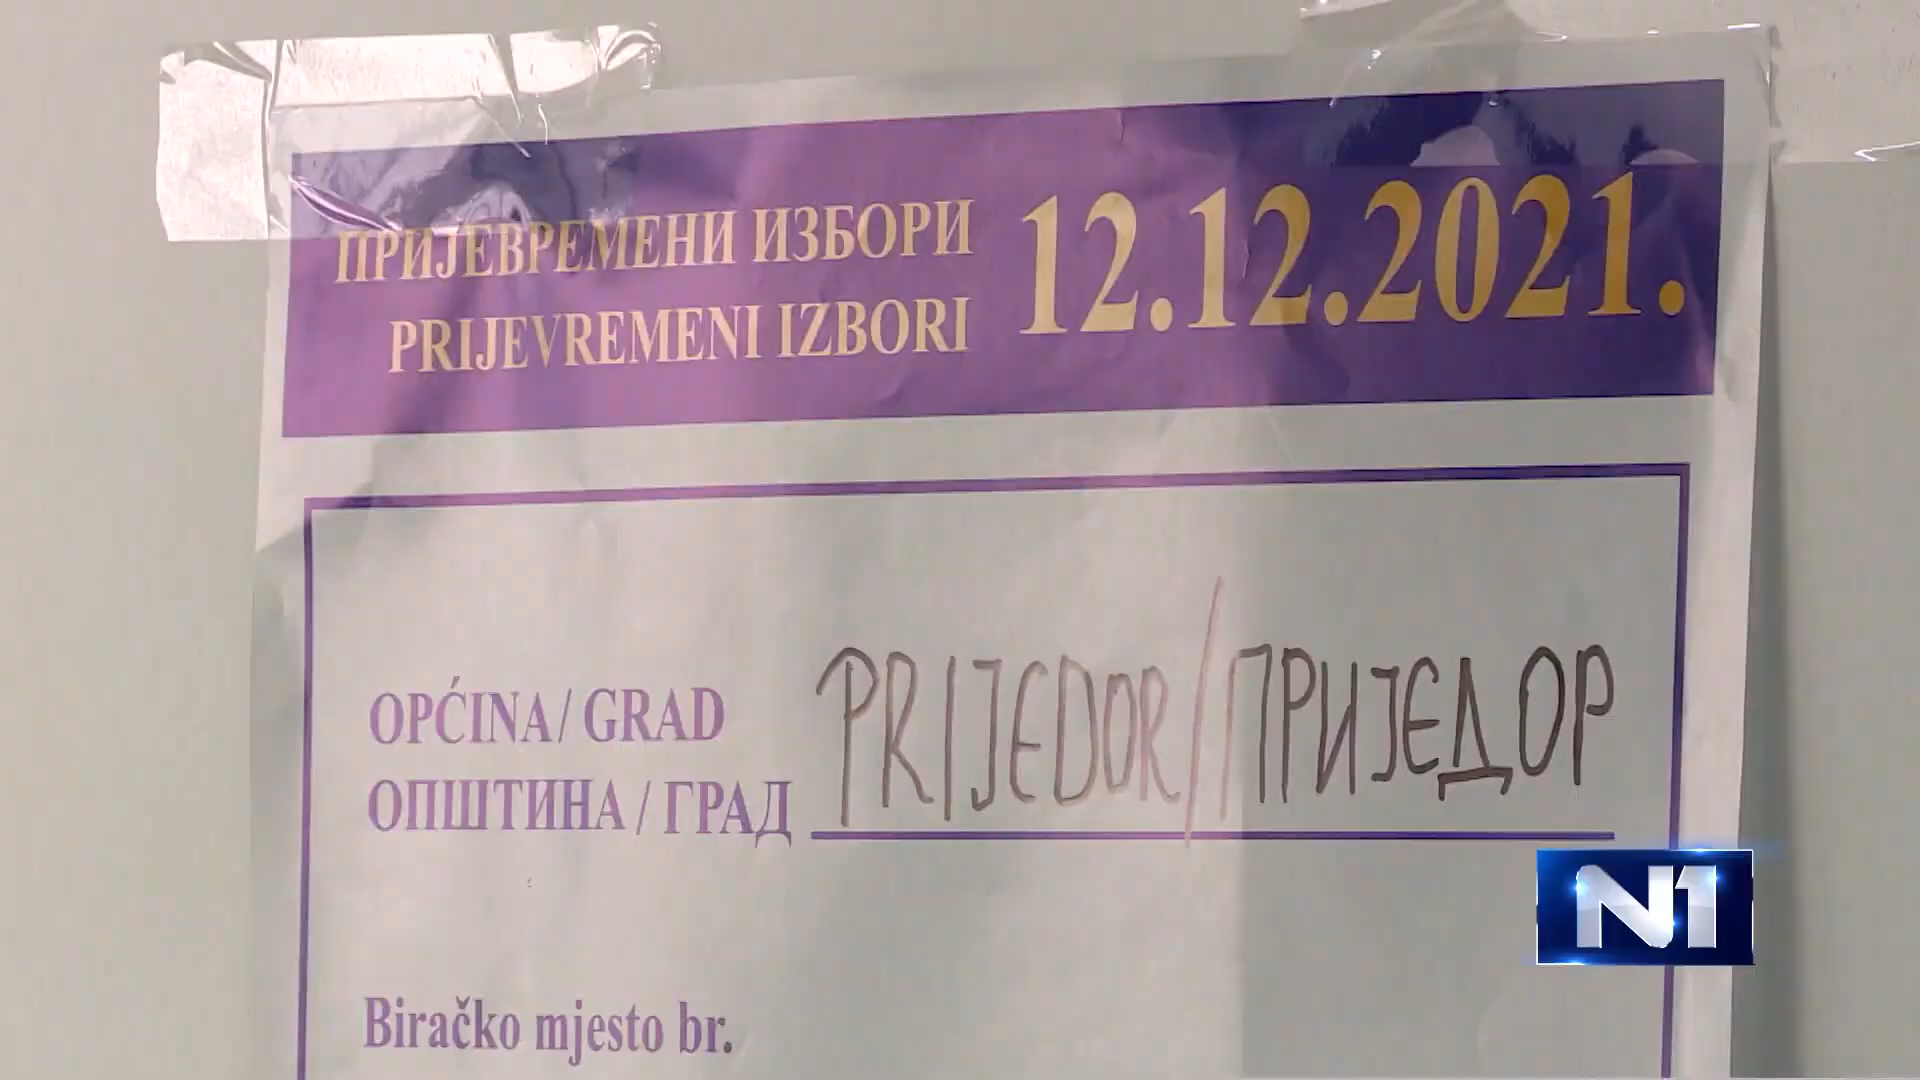 ПРИЈЕВРЕМЕНИ ИЗБОРИ
PRIJEVREMENI IZBORI
12.12.2021.
OPĆINA/ GRAD
ОПШТИНА / ГРАД
PRIJEDOR/ПРИЈЕДОР
Biračko mjesto br.
N1